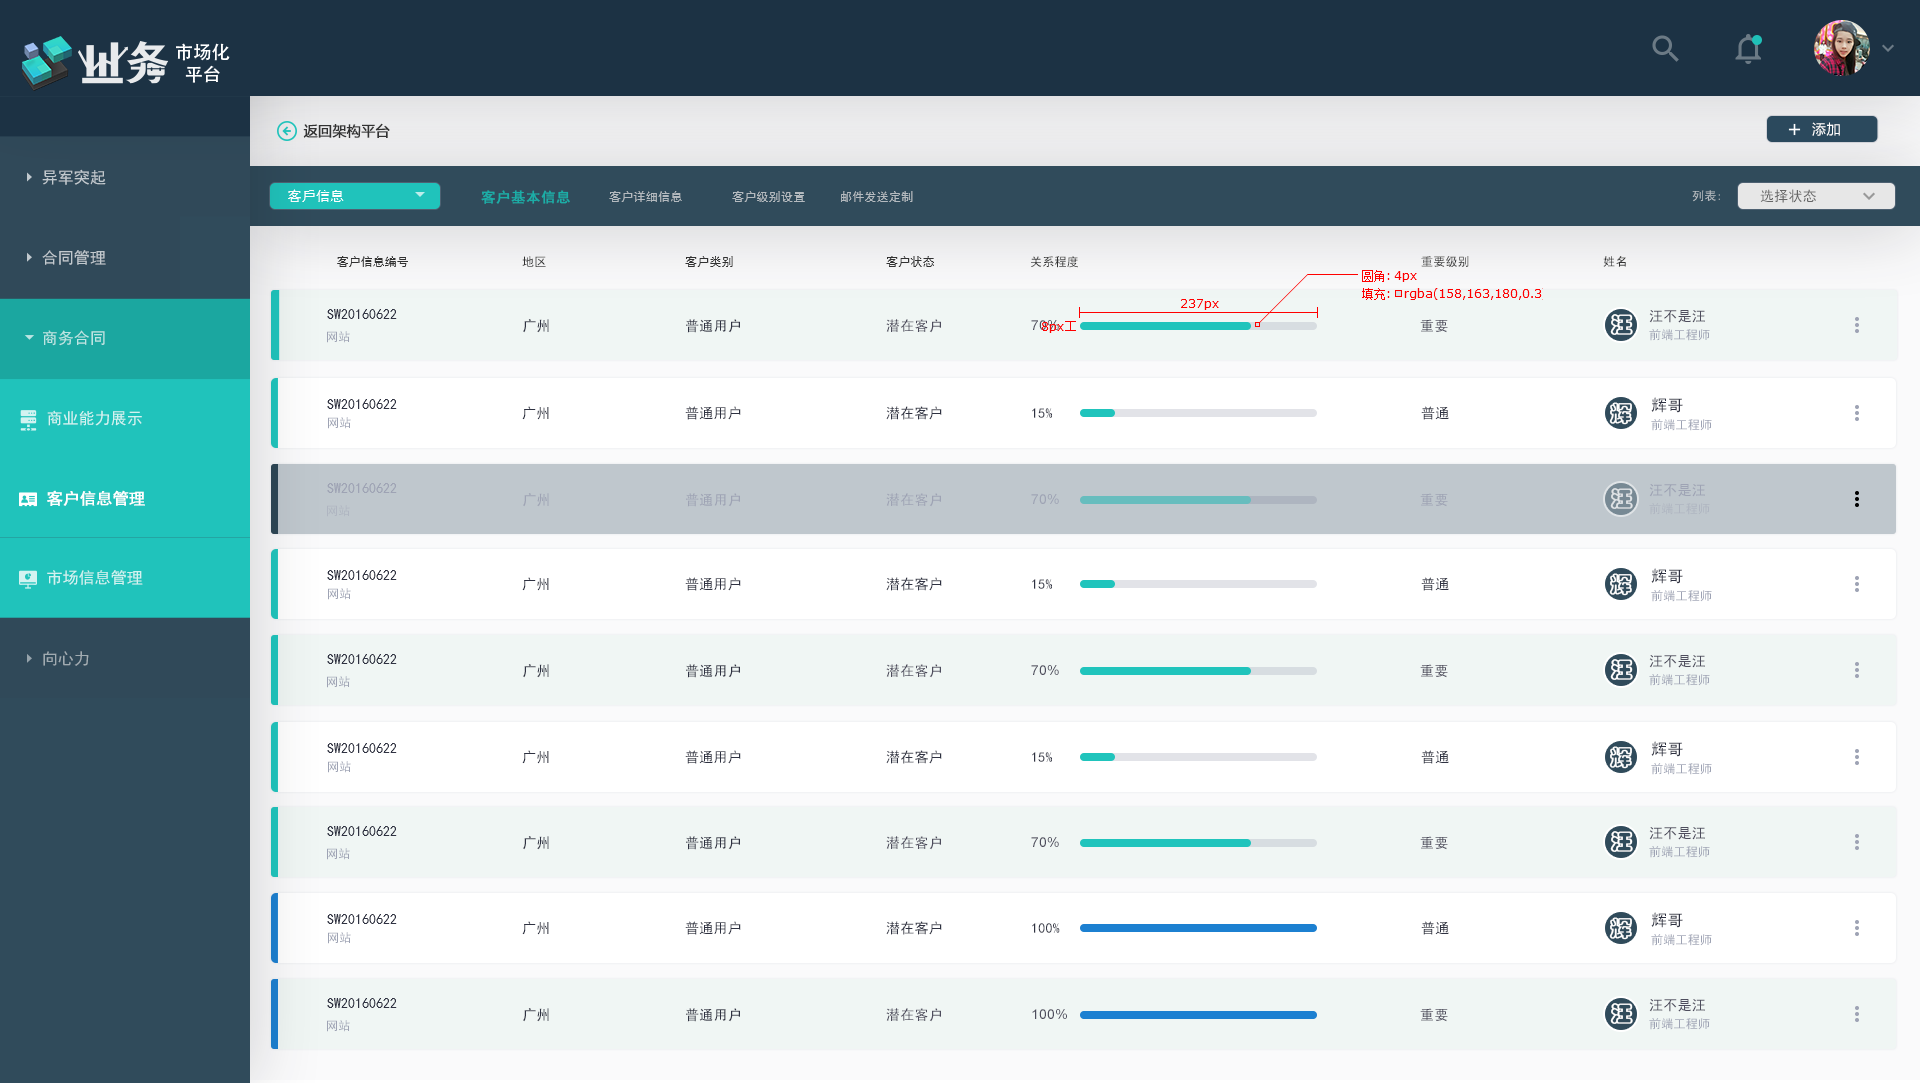 业务 市场化
平台
返回架构平台
添加
异军突起
合同管理
商务合同
商业能力展示
客户信息管理
市场信息管理
向心力
客戶信息
客户基本信息
客户详细信息
客户级别设置
邮件发送定制
列表:
选择状态
客户信息编号 地区 客户类别 客户状态 关系程度 重要级别 姓名
圆角: 4px
填充: rgba(158,163,180,0.3
237px
8px
SW20160622
网站
广州 普通用户 潜在客户 70% 重要
汪
汪不是汪
前端工程师
SW20160622
网站
广州 普通用户 潜在客户 15% 普通
辉
辉哥
前端工程师
SW20160622
网站
广州 普通用户 潜在客户 70% 重要
汪
汪不是汪
前端工程师
SW20160622
网站
广州 普通用户 潜在客户 15% 普通
辉
辉哥
前端工程师
SW20160622
网站
广州 普通用户 潜在客户 70% 重要
汪
汪不是汪
前端工程师
SW20160622
网站
广州 普通用户 潜在客户 15% 普通
辉
辉哥
前端工程师
SW20160622
网站
广州 普通用户 潜在客户 70% 重要
汪
汪不是汪
前端工程师
SW20160622
网站
广州 普通用户 潜在客户 100% 普通
辉
辉哥
前端工程师
SW20160622
网站
广州 普通用户 潜在客户 100% 重要
汪
汪不是汪
前端工程师